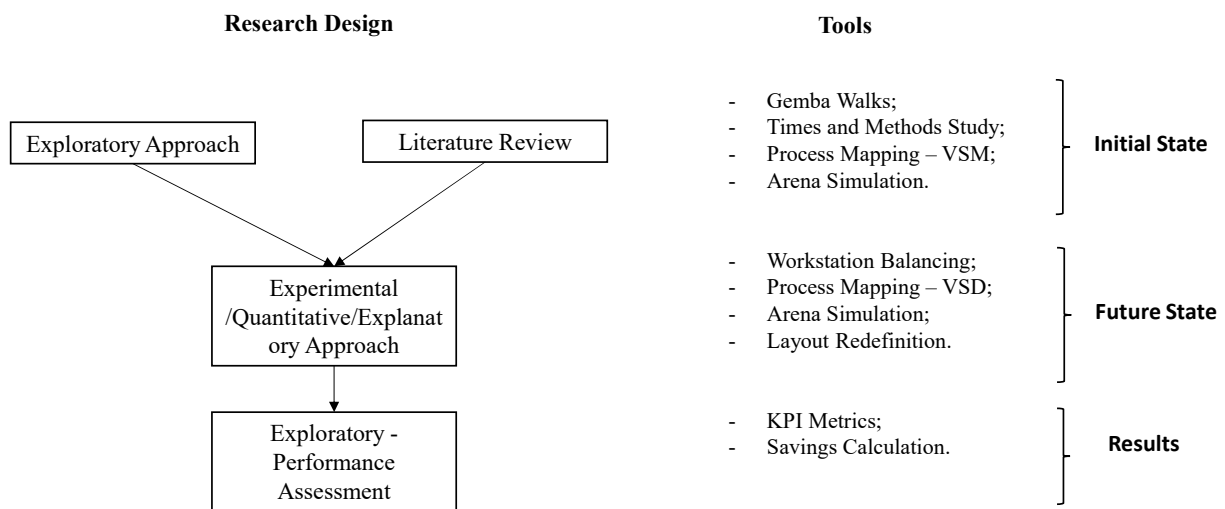 Research Design
Tools
Exploratory Approach
Literature Review
Experimental
/Quantitative/Explanat
ory Approach
Exploratory -
Performance
Assessment
- Gemba Walks;
- Times and Methods Study;
- Process Mapping – VSM;
- Arena Simulation.
Initial State
- Workstation Balancing;
- Process Mapping – VSD;
- Arena Simulation;
- Layout Redefinition.
Future State
- KPI Metrics;
- Savings Calculation.
Results